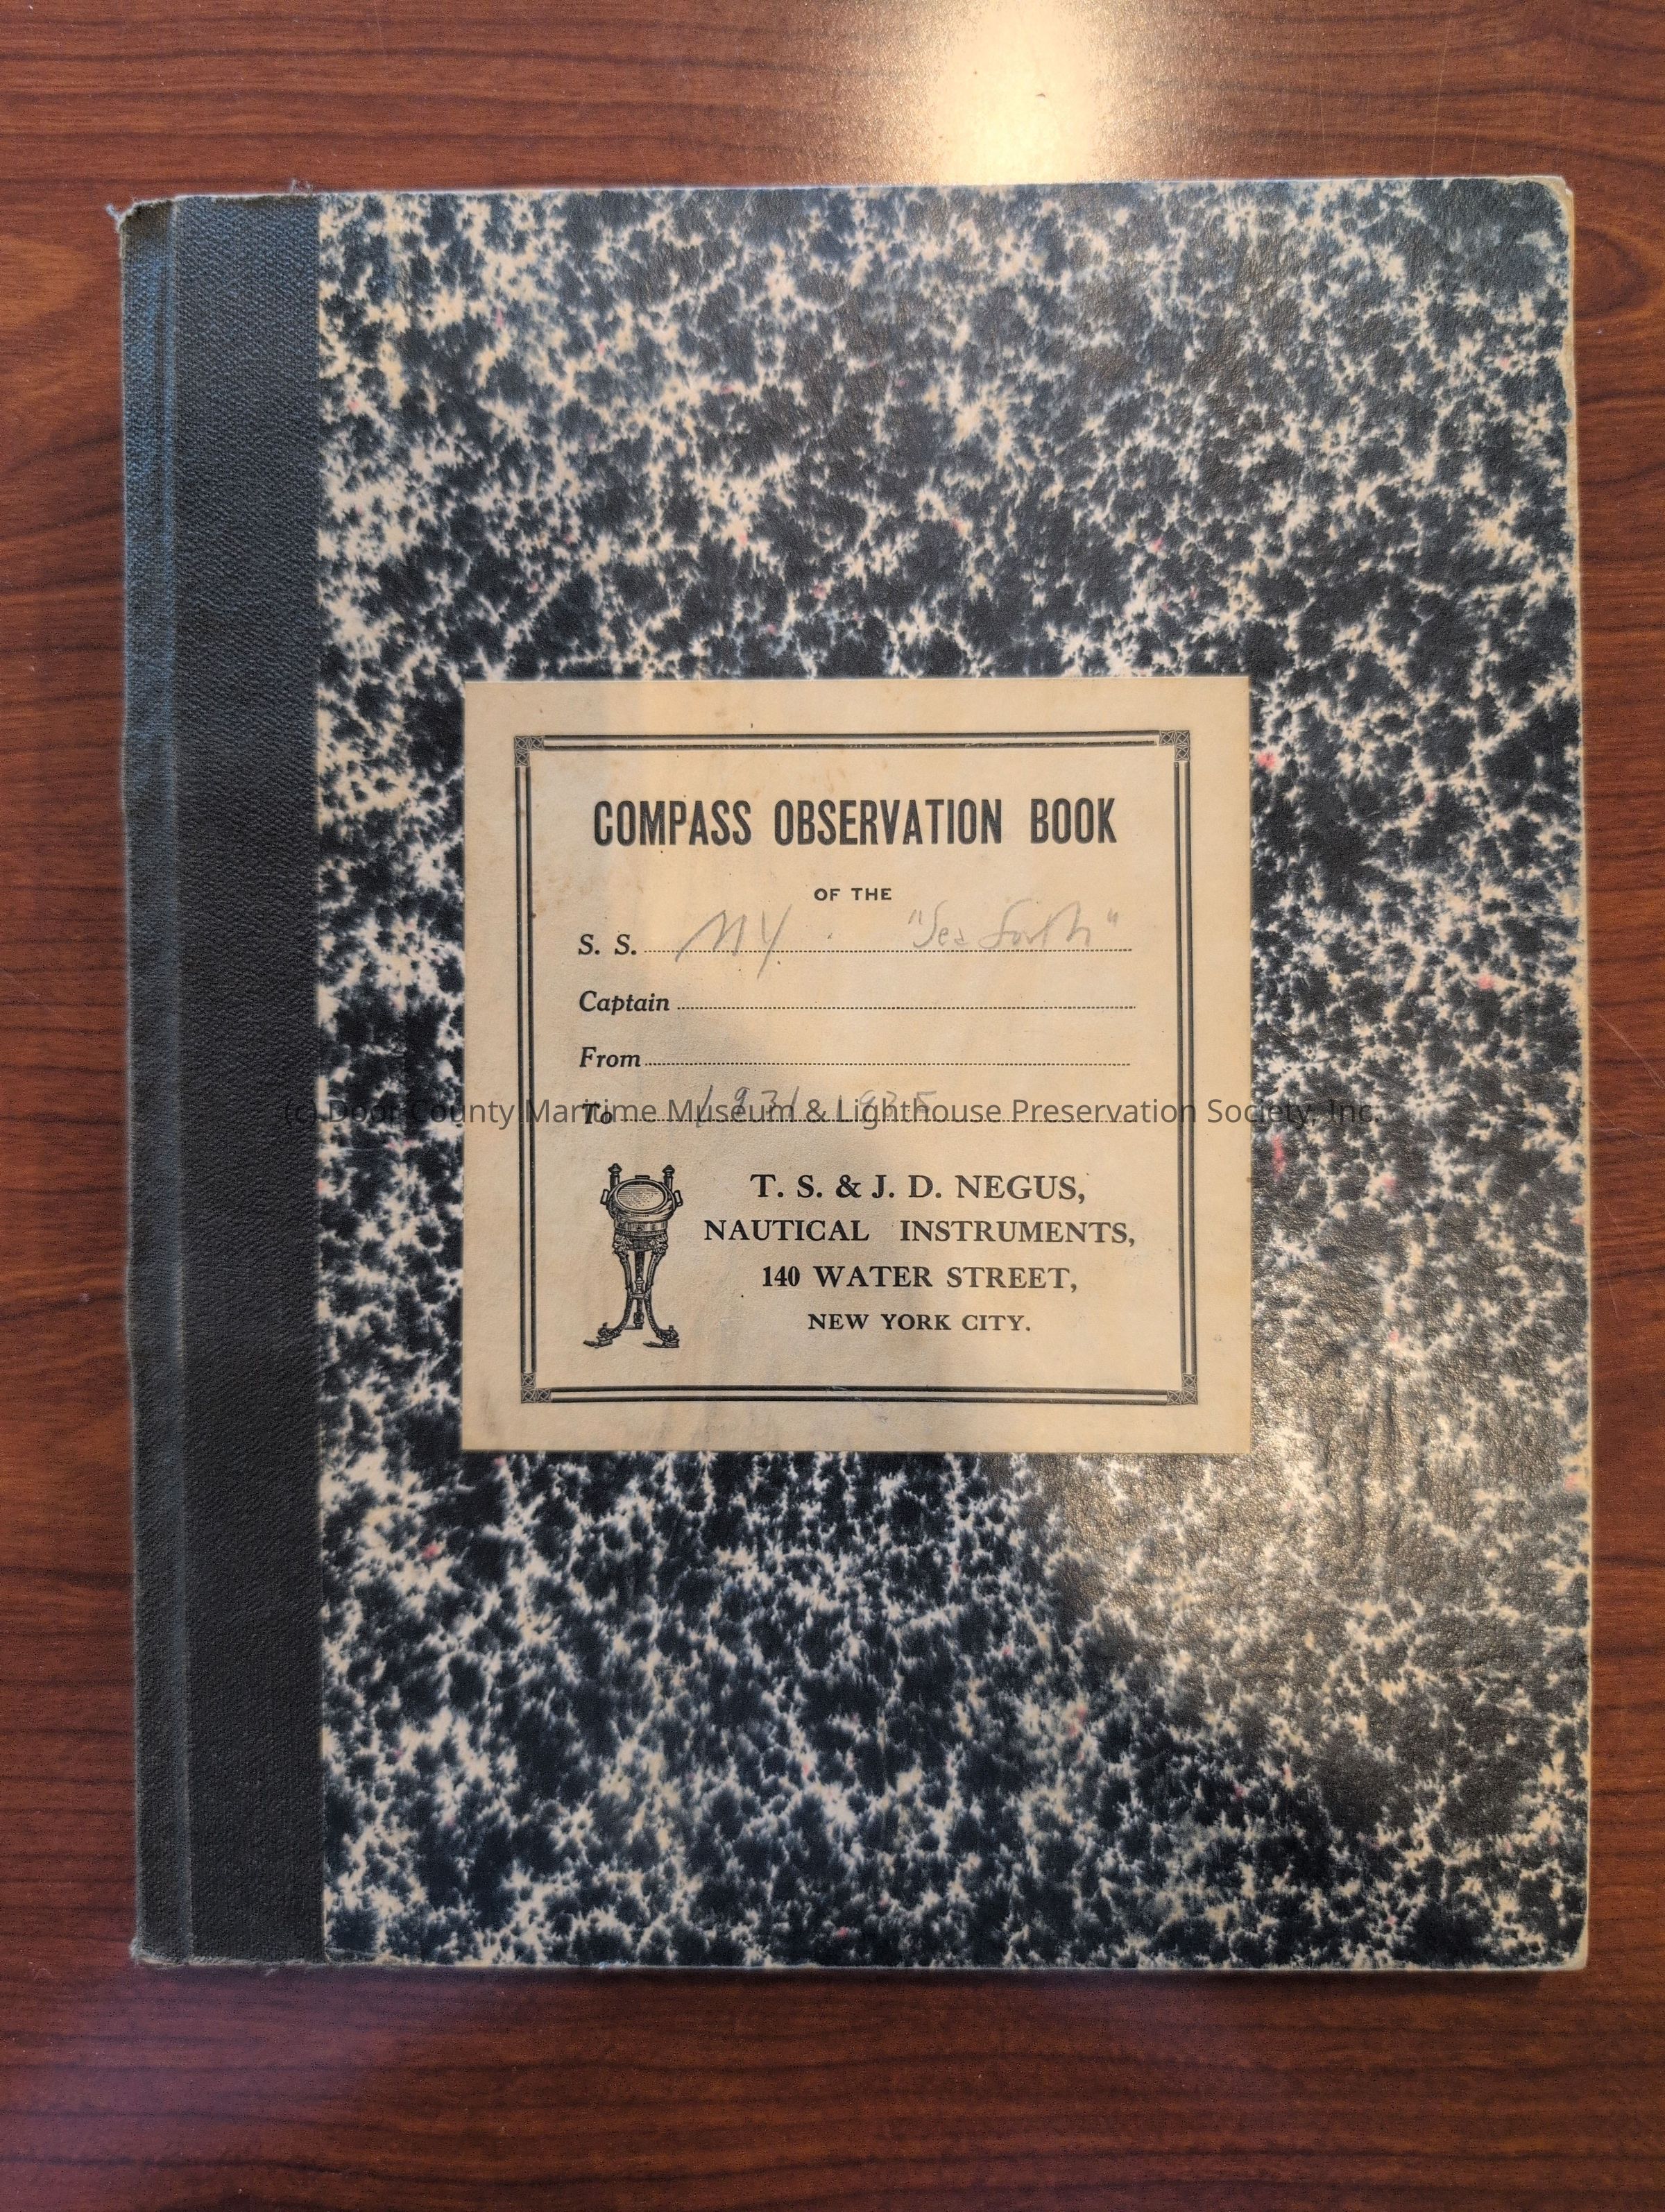 COMPASS OBSERVATION BOOK
OF THE
S. S. MY "Sea Forth"
Captain
From
To 1931 1935
(c) Door County Maritime Museum & Lighthouse Preservation Society, Inc.
T. S. & J. D. NEGUS,
NAUTICAL INSTRUMENTS,
140 WATER STREET,
NEW YORK CITY.